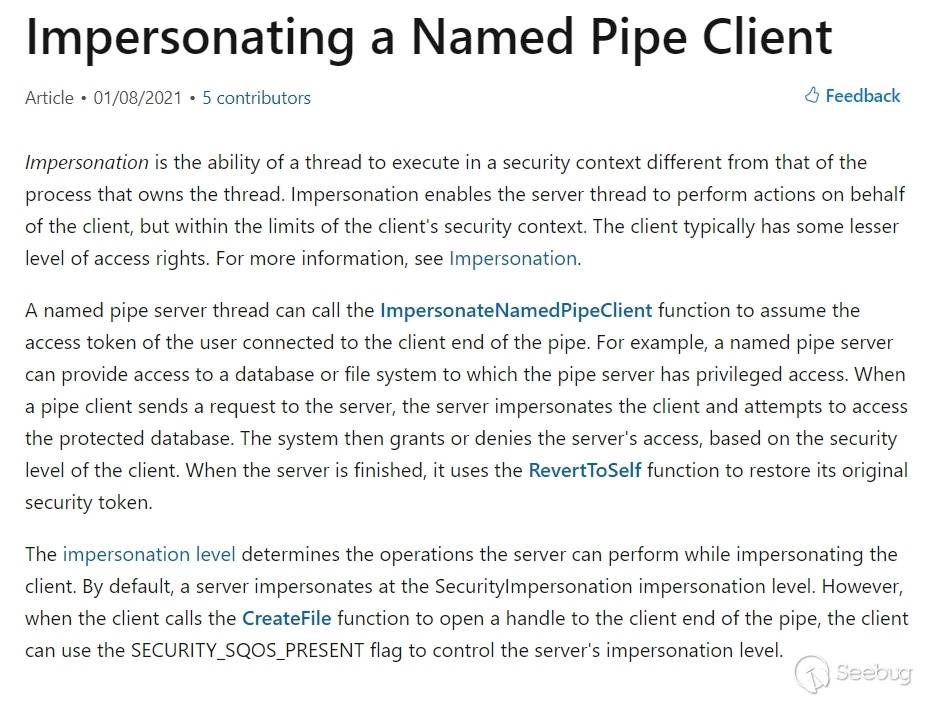 Impersonating a Named Pipe Client
Article • 01/08/2021 • 5 contributors
Feedback
Impersonation is the ability of a thread to execute in a security context different from that of the
process that owns the thread. Impersonation enables the server thread to perform actions on behalf
of the client, but within the limits of the client's security context. The client typically has some lesser
level of access rights. For more information, see Impersonation.
A named pipe server thread can call the ImpersonateNamedPipeClient function to assume the
access token of the user connected to the client end of the pipe. For example, a named pipe server
can provide access to a database or file system to which the pipe server has privileged access. When
a pipe client sends a request to the server, the server impersonates the client and attempts to access
the protected database. The system then grants or denies the server's access, based on the security
level of the client. When the server is finished, it uses the RevertToSelf function to restore its original
security token.
The impersonation level determines the operations the server can perform while impersonating the
client. By default, a server impersonates at the SecurityImpersonation impersonation level. However,
when the client calls the CreateFile function to open a handle to the client end of the pipe, the client
can use the SECURITY_SQOS_PRESENT flag to control the server's impersonation level.
Seebug